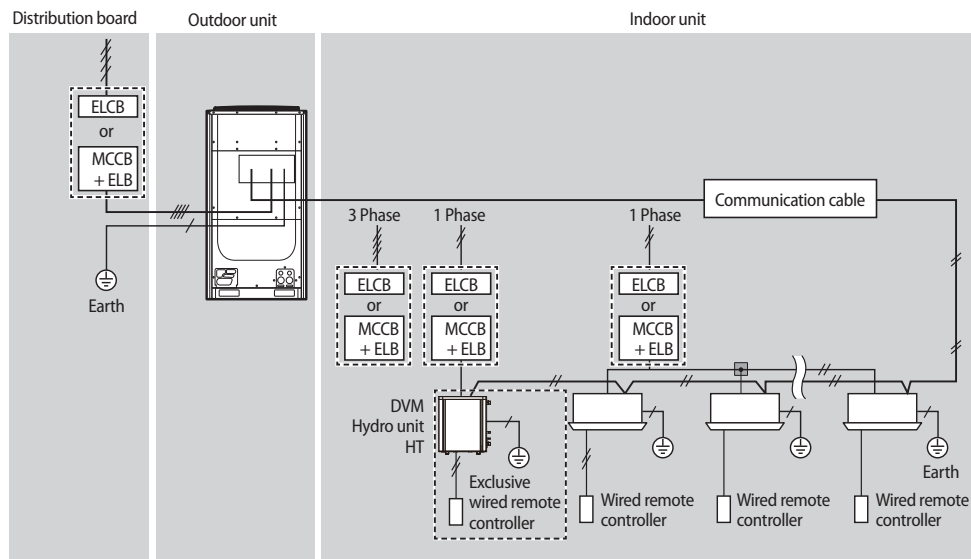 Distribution board
Outdoor unit
Indoor unit
ELCB
or
MCCB
+ ELB
Earth
Communication cable
3 Phase
1 Phase
1 Phase
ELCB
or
MCCB
+ ELB
ELCB
or
MCCB
+ ELB
ELCB
or
MCCB
+ ELB
DVM
Hydro unit
HT
Exclusive
wired remote
controller
Wired remote
controller
Wired remote
controller
Earth
Wired remote
controller